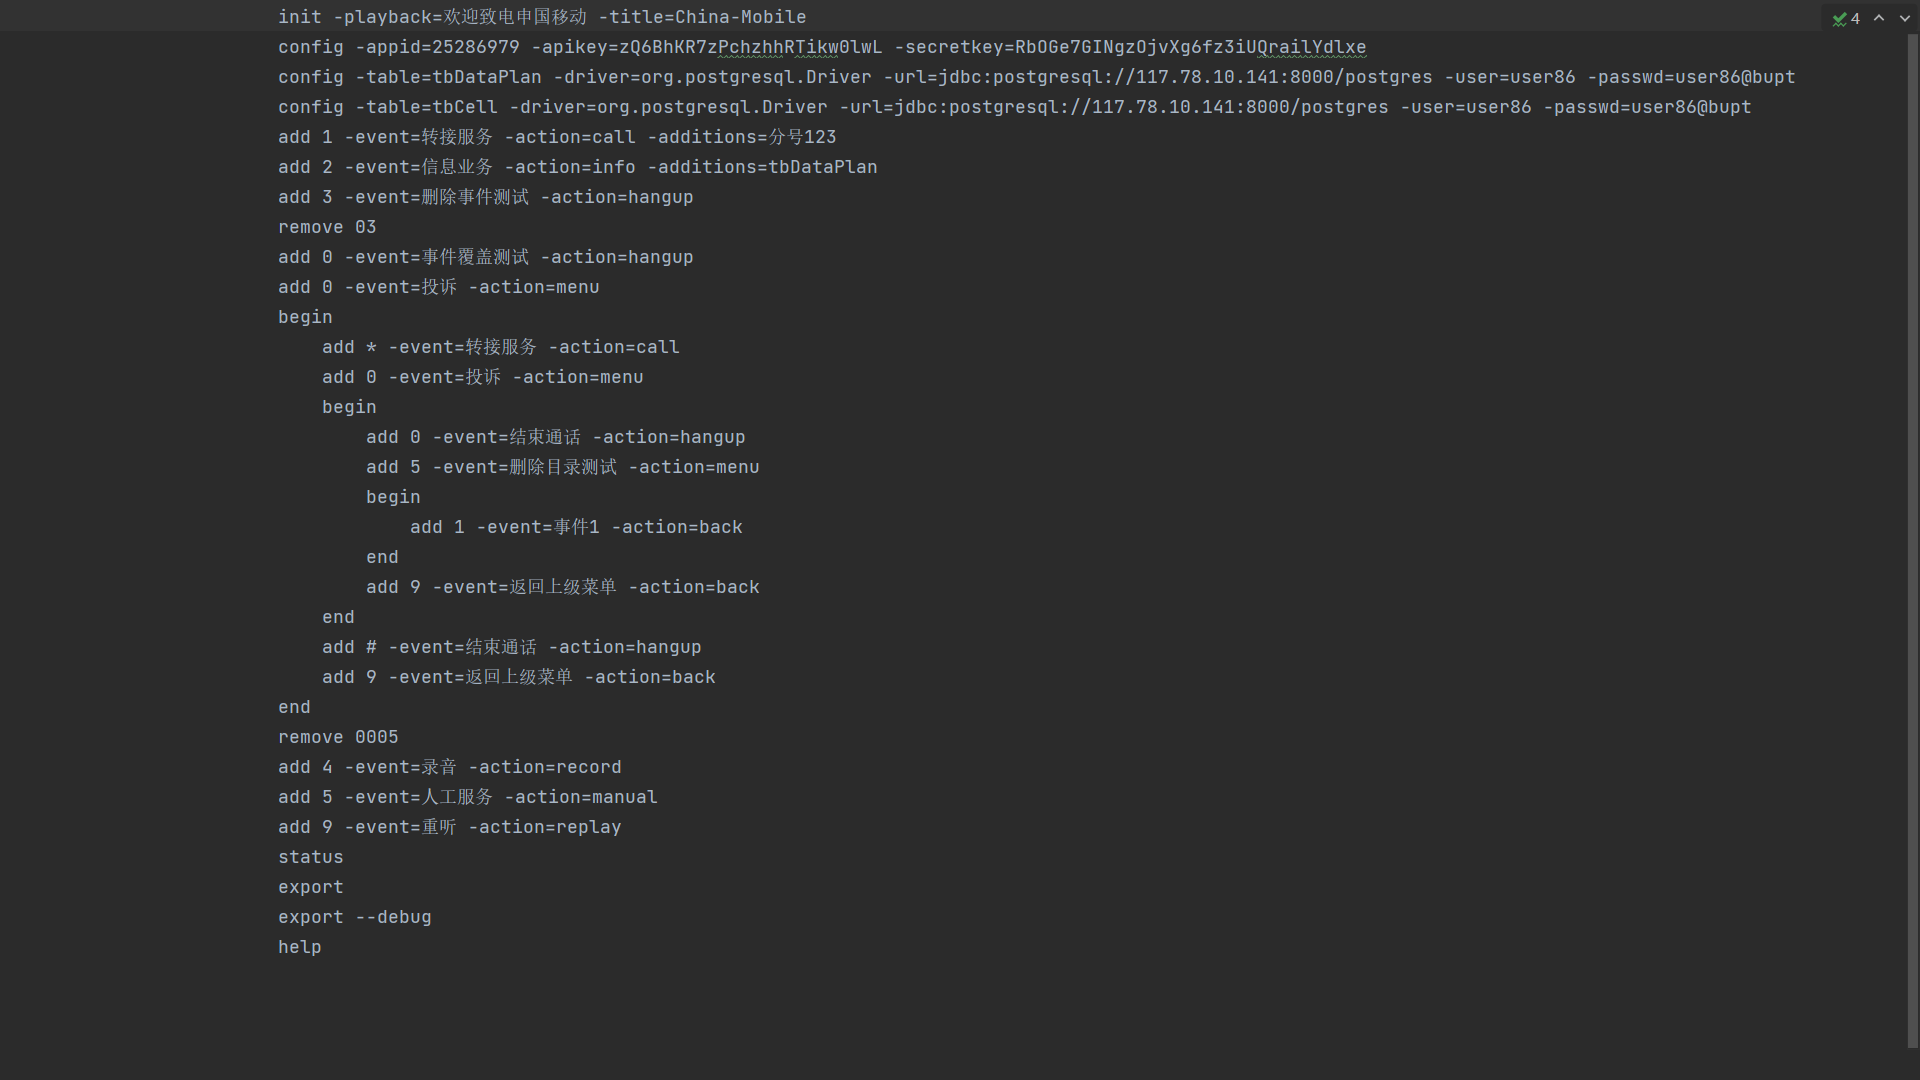 init -playback=欢迎致电中国移动 -title=China-Mobile
4
config -appid=25286979 -apikey=zQ6BhKR7zPchzhhRTikw0lwL -secretkey=RbOGe7GINgzOjvXg6fz3iUQrailYdlxe
config -table=tbDataPlan -driver=org.postgresql.Driver -url=jdbc:postgresql://117.78.10.141:8000/postgres -user=user86 -passwd=user86@bupt
config -table=tbCell -driver=org.postgresql.Driver -url=jdbc:postgresql://117.78.10.141:8000/postgres -user=user86 -passwd=user86@bupt
add 1 -event=转接服务 -action=call -additions=分号123
add 2 -event=信息业务 -action=info -additions=tbDataPlan
add 3 -event=删除事件测试 -action=hangup
remove 03
add 0 -event=事件覆盖测试 -action=hangup
add 0 -event=投诉 -action=menu
begin
    add * -event=转接服务 -action=call
    add 0 -event=投诉 -action=menu
    begin
        add 0 -event=结束通话 -action=hangup
        add 5 -event=删除目录测试 -action=menu
        begin
            add 1 -event=事件1 -action=back
        end
        add 9 -event=返回上级菜单 -action=back
    end
    add # -event=结束通话 -action=hangup
    add 9 -event=返回上级菜单 -action=back
end
remove 0005
add 4 -event=录音 -action=record
add 5 -event=人工服务 -action=manual
add 9 -event=重听 -action=replay
status
export
export --debug
help